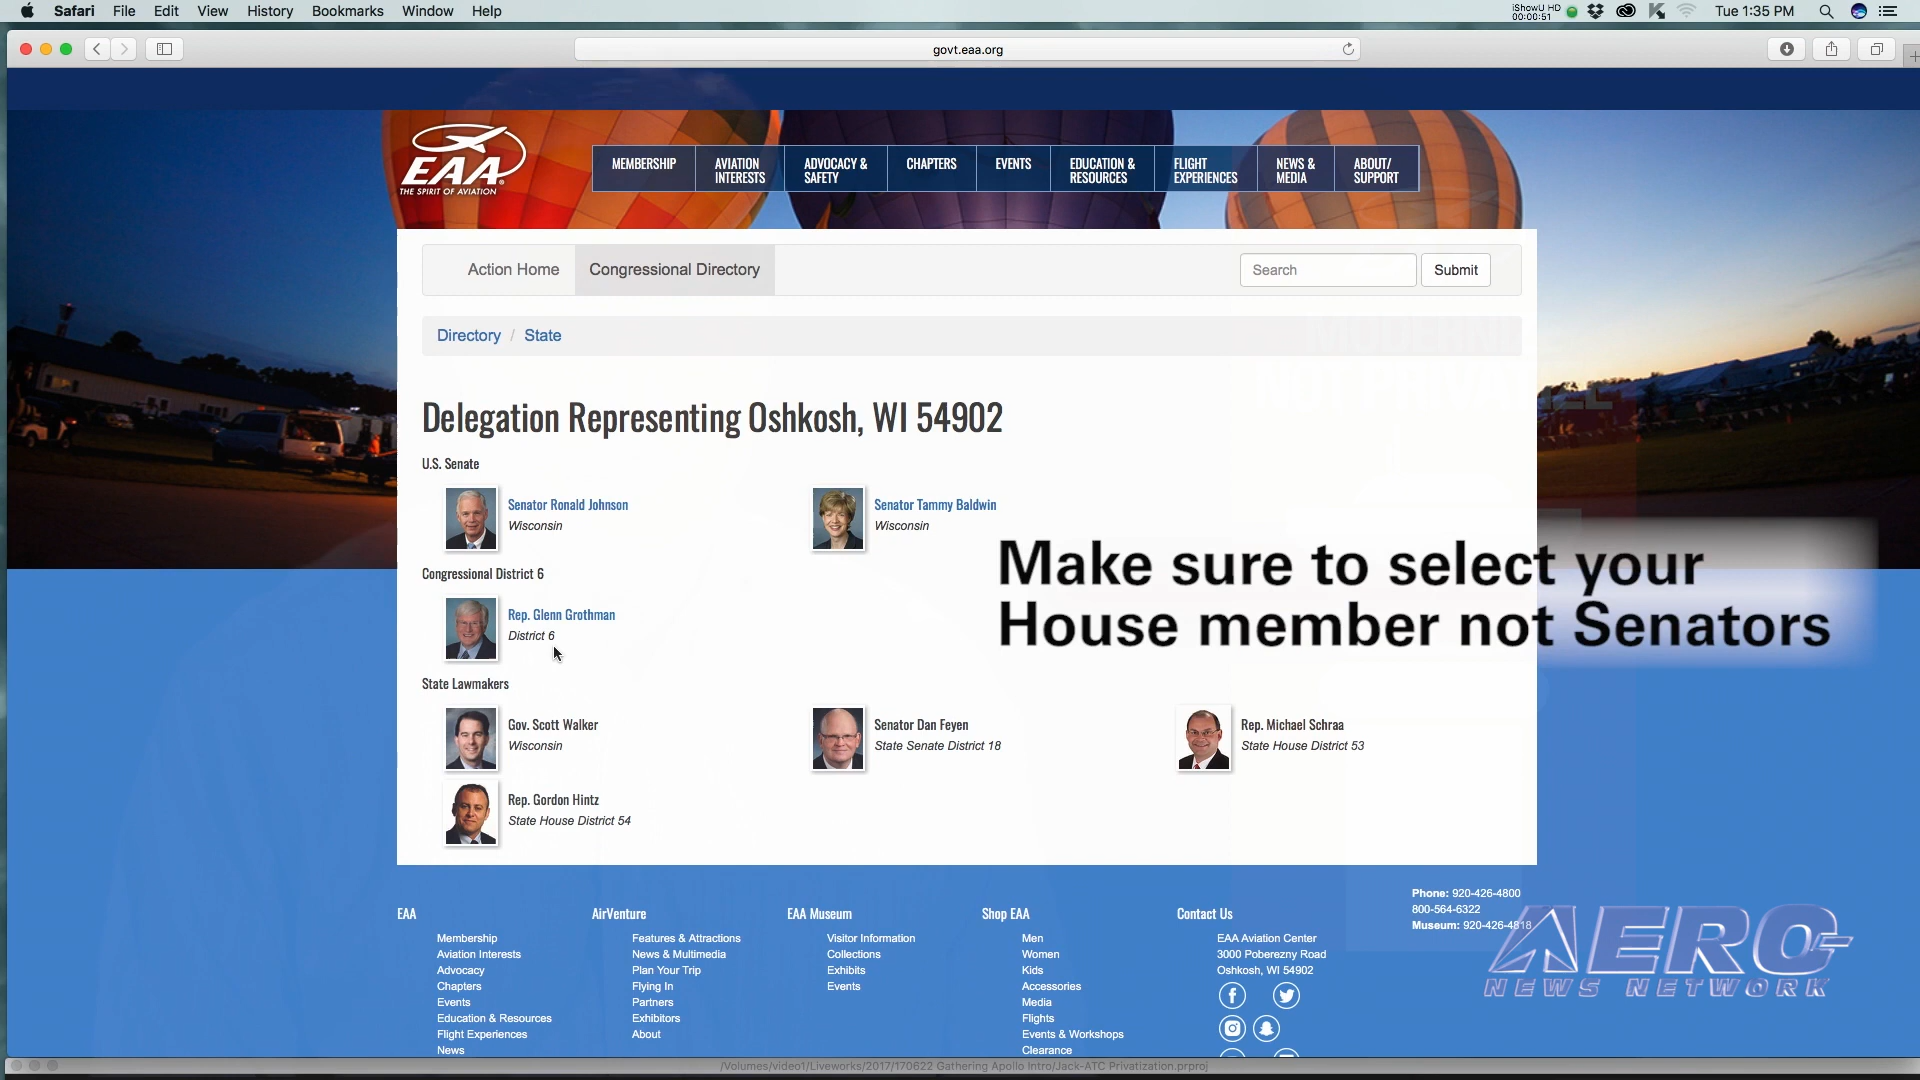 Safari File Edit View History Bookmarks Window Help
iShowU HD
00:00:51
Tue 1:35 PM
govt.eaa.org
EAA
THE SPIRIT OF AVIATION
MEMBERSHIP
AVIATION
INTERESTS
ADVOCACY &
SAFETY
CHAPTERS
EVENTS
EDUCATION &
RESOURCES
FLIGHT
EXPERIENCES
NEWS &
MEDIA
ABOUT/
SUPPORT
Action Home
Congressional Directory
Search
Submit
Directory / State
Delegation Representing Oshkosh, WI 54902
U.S. Senate
Senator Ronald Johnson
Wisconsin
Senator Tammy Baldwin
Wisconsin
Make sure to select your
House member not Senators
Congressional District 6
Rep. Glenn Grothman
District 6
State Lawmakers
Gov. Scott Walker
Wisconsin
Senator Dan Feyen
State Senate District 18
Rep. Michael Schraa
State House District 53
Rep. Gordon Hintz
State House District 54
EAA
Membership
Aviation Interests
Advocacy
Chapters
Events
Education & Resources
Flight Experiences
News
AirVenture
Features & Attractions
News & Multimedia
Plan Your Trip
Flying In
Partners
Exhibitors
About
EAA Museum
Visitor Information
Collections
Exhibits
Events
Shop EAA
Men
Women
Kids
Accessories
Media
Flights
Events & Workshops
Clearance
Contact Us
EAA Aviation Center
3000 Poberezny Road
Oshkosh, WI 54902
Phone: 920-426-4800
800-564-6322
Museum: 920-426-4818
AERO-
NEWS NETWORK
/Volumes/video1/Liveworks/2017/170622 Gathering Apollo Intro/Jack-ATC Privatization.prproj